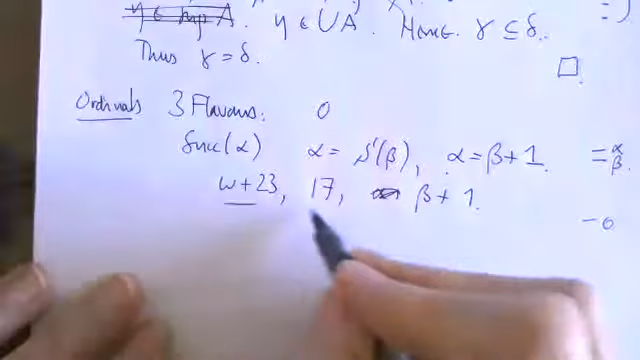 η ∈ ∪A. Hence γ ≤ δ.
Thus γ = δ.
□
Ordinals 3 Flavours: 0
Succ(α) α = S(β), α = β + 1
ω + 23, 17, β + 1.